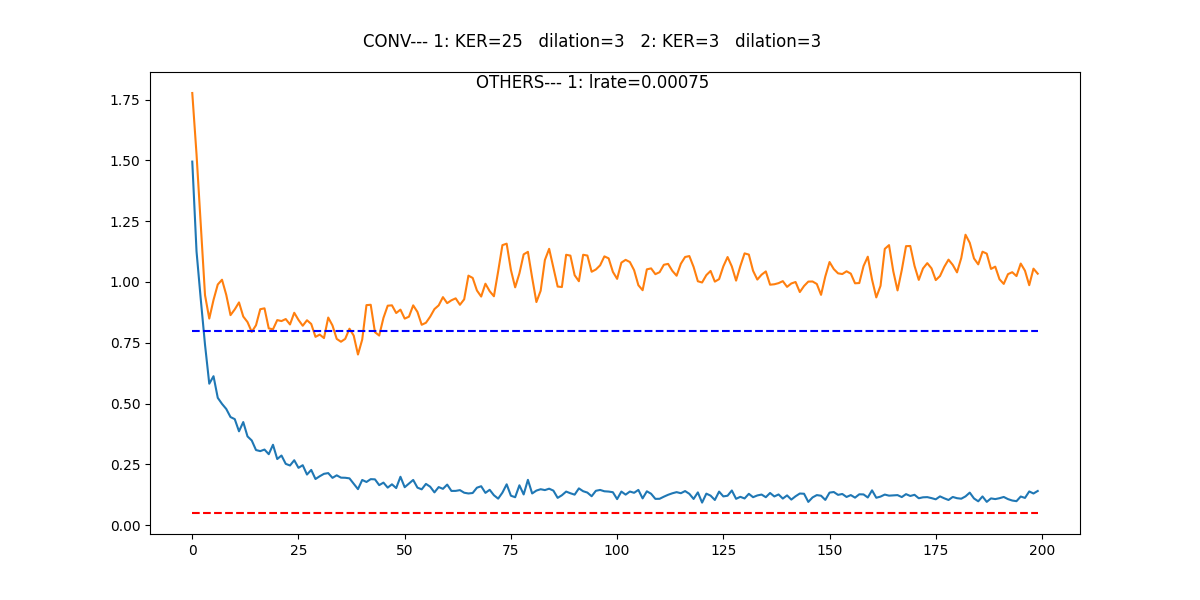 CONV--- 1: KER=25   dilation=3   2: KER=3   dilation=3
OTHERS--- 1: lrate=0.00075
1.75
1.50
1.25
1.00
0.75
0.50
0.25
0.00
0 25 50 75 100 125 150 175 200